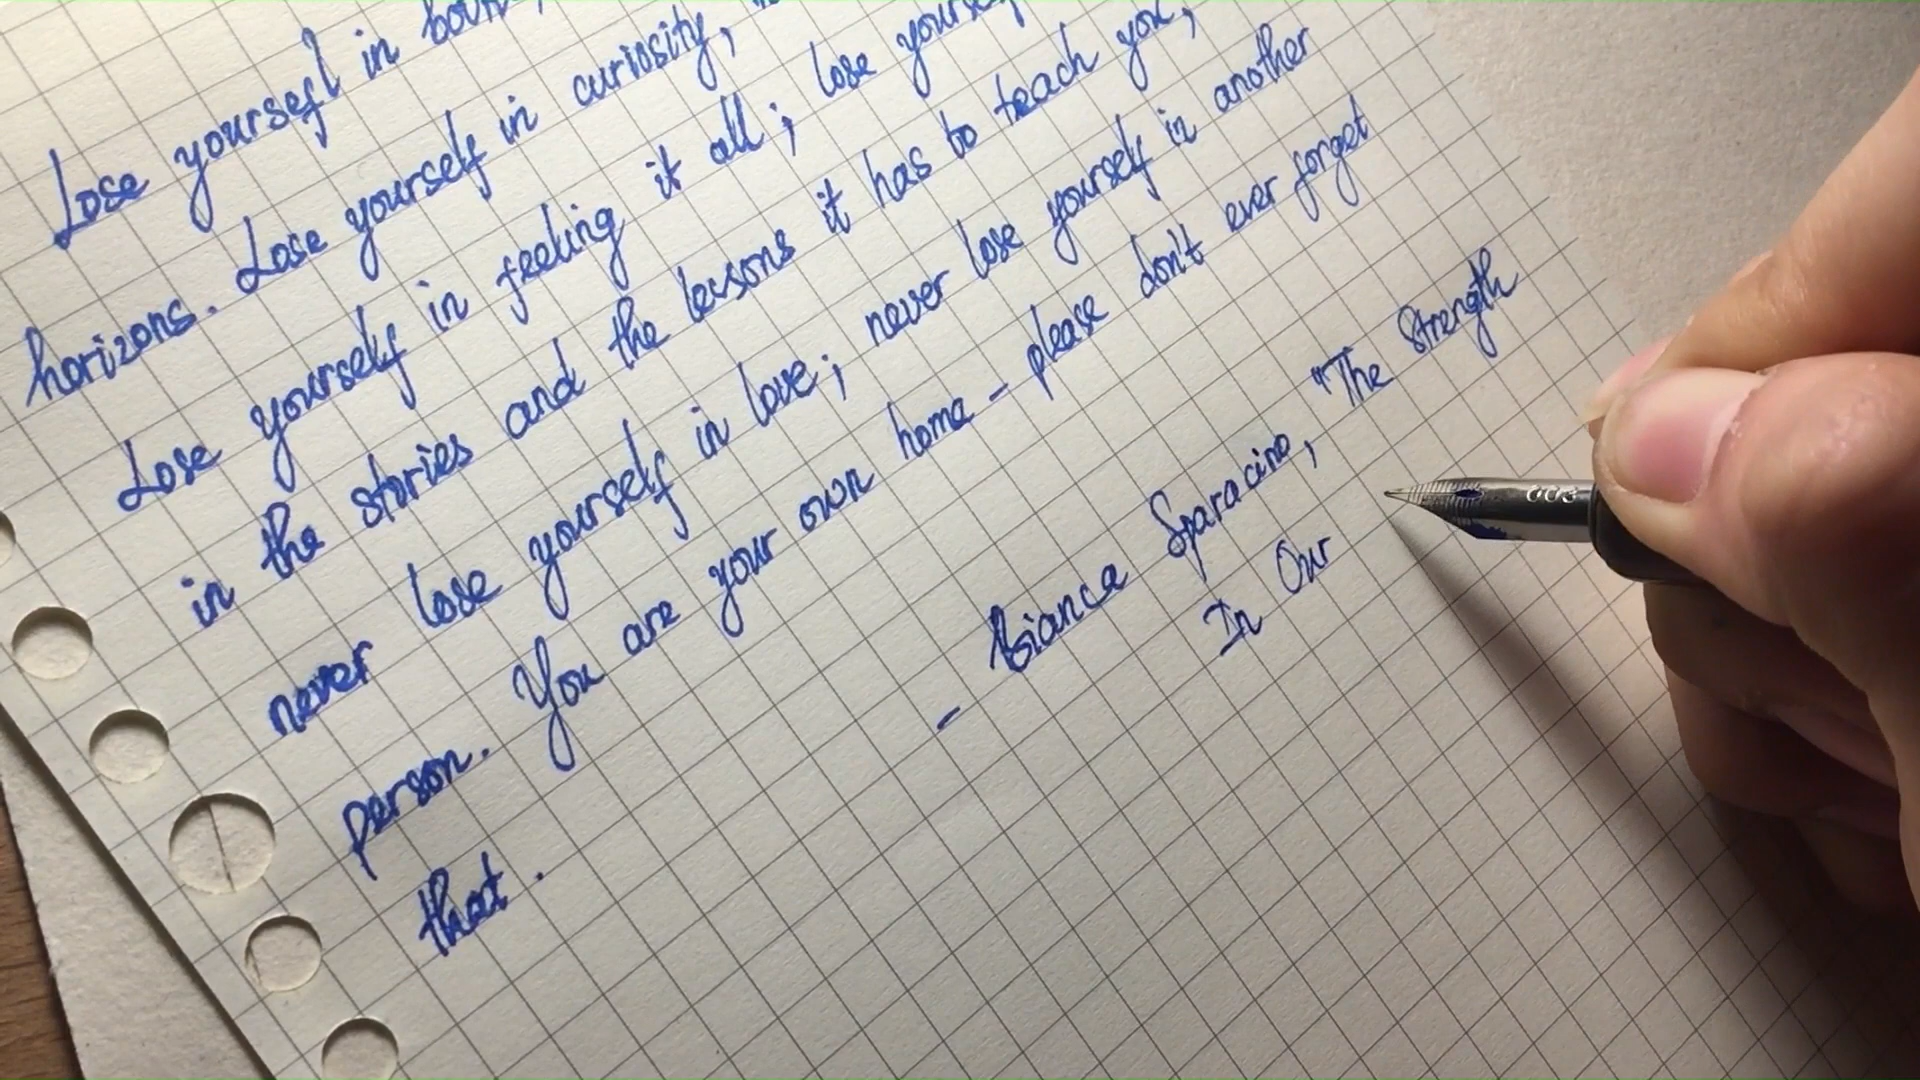 Lose yourself in
horizons. Lose yourself in curiosity,
Lose yourself in feeling it all; lose
in the stories and the lessons it has to teach you,
never lose yourself in love; never lose yourself in another
person. You are your own home - please don't ever forget
that.
- Bianca Sparacino, "The Strength
In Our
003